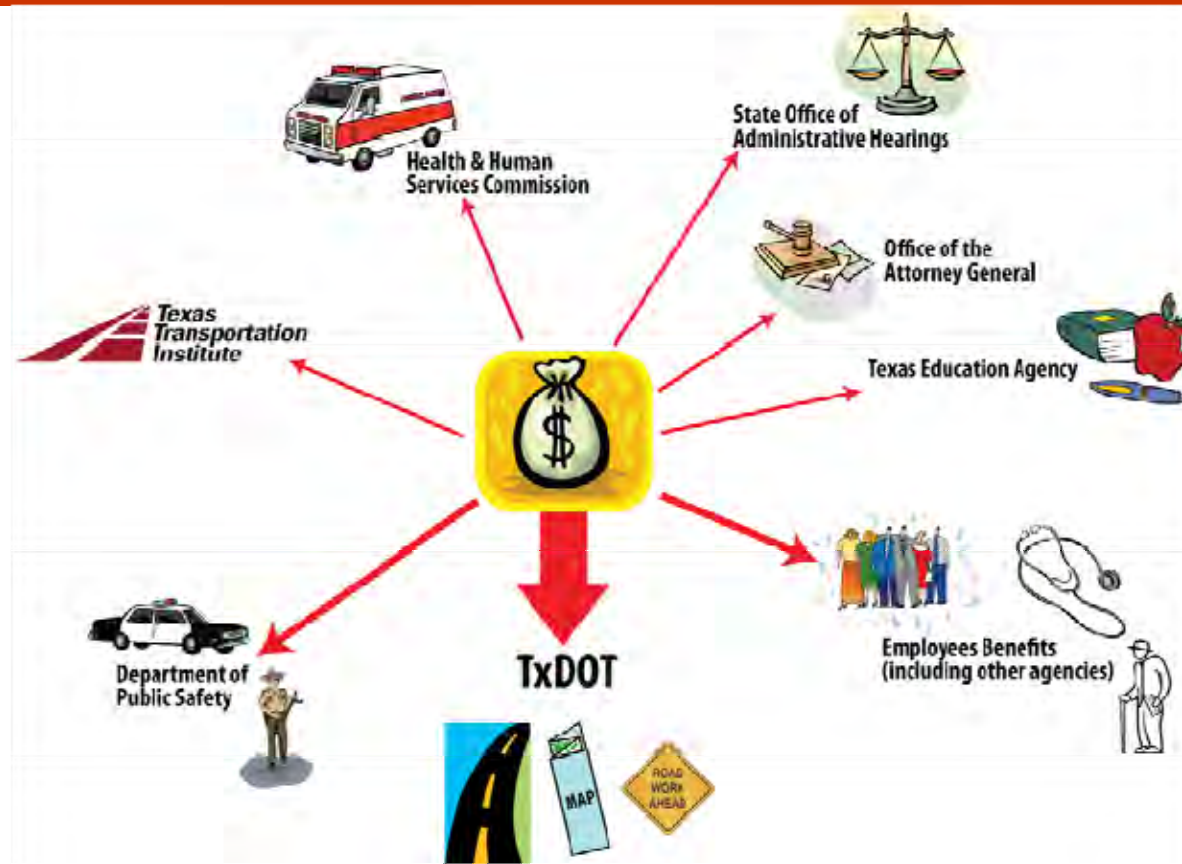 State Office of
Administrative Hearings
Health & Human
Services Commission
Office of the
Attorney General
Texas
Transportation
Institute
Texas Education Agency
$
Employees Benefits
(including other agencies)
TxDOT
Department of
Public Safety
MAP
ROAD
WORK
AHEAD